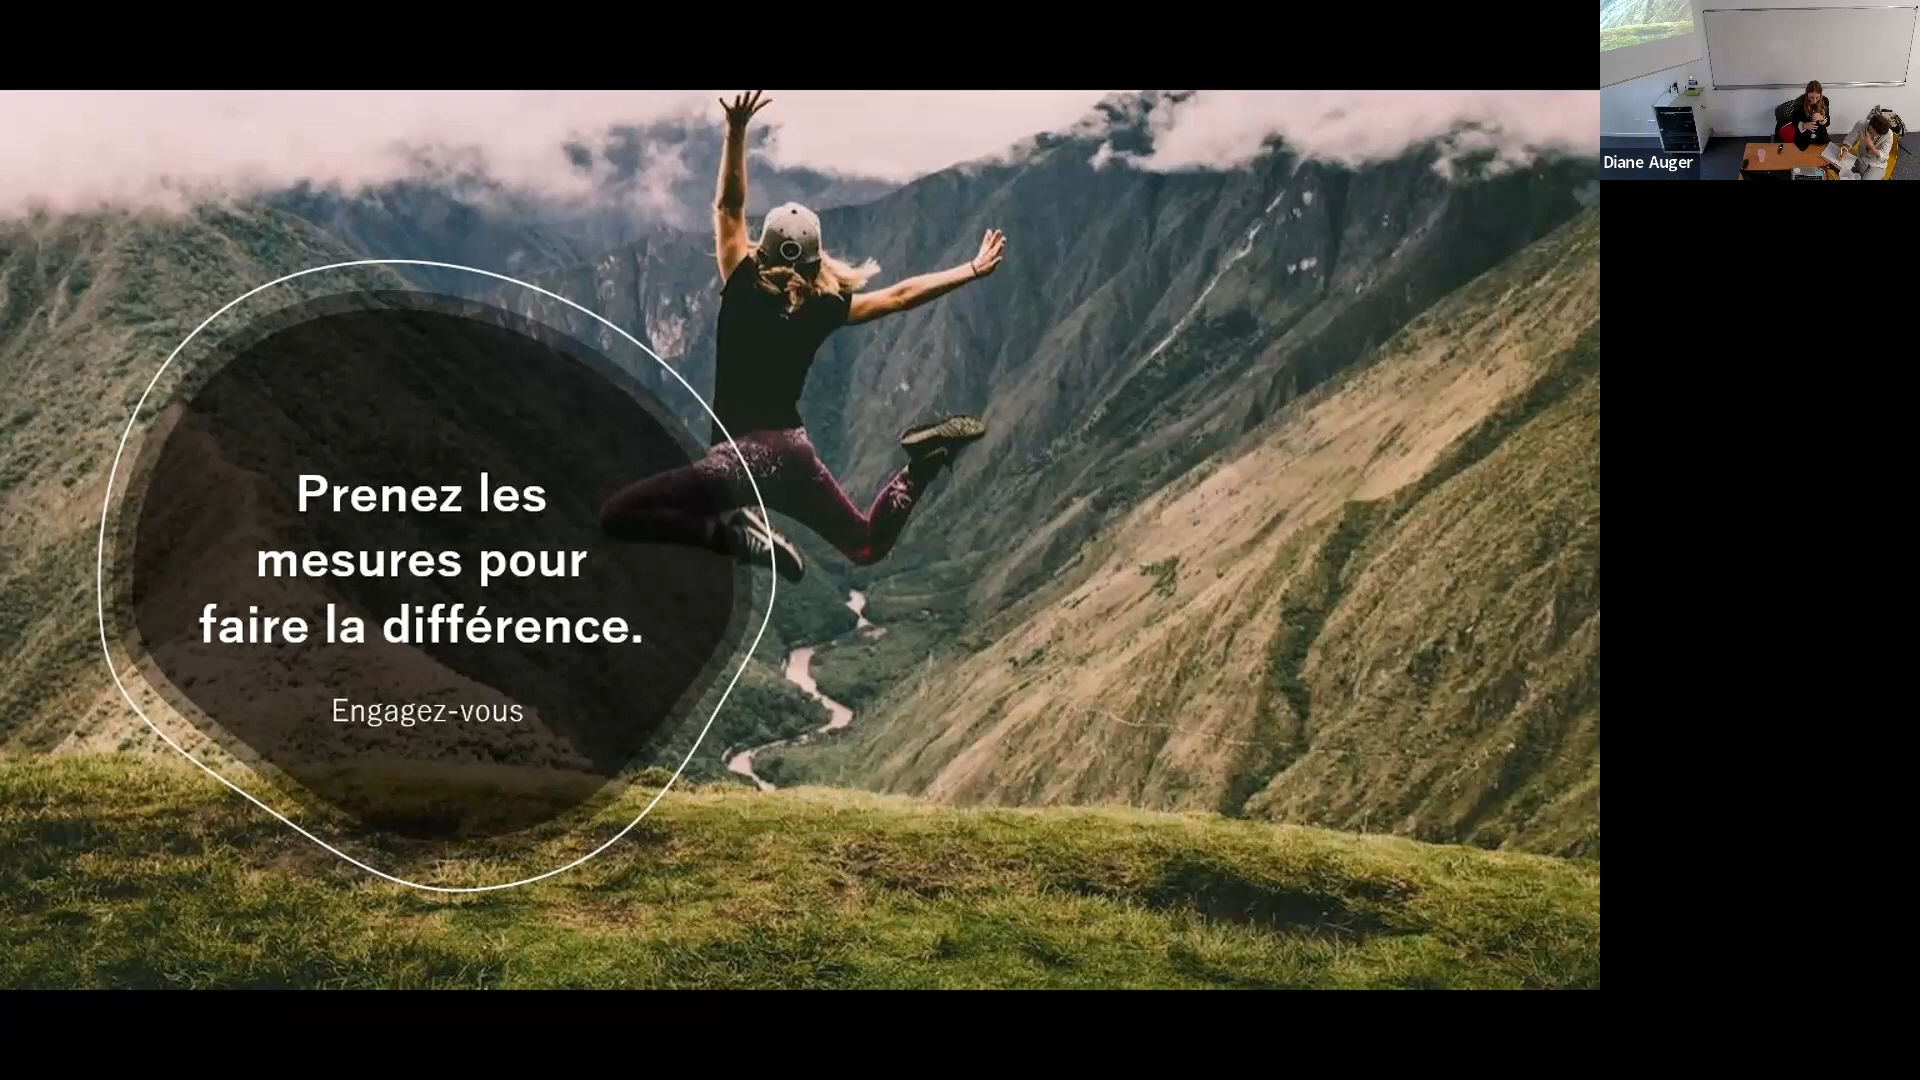 Prenez les
mesures pour
faire la différence.
Engagez-vous
Diane Auger